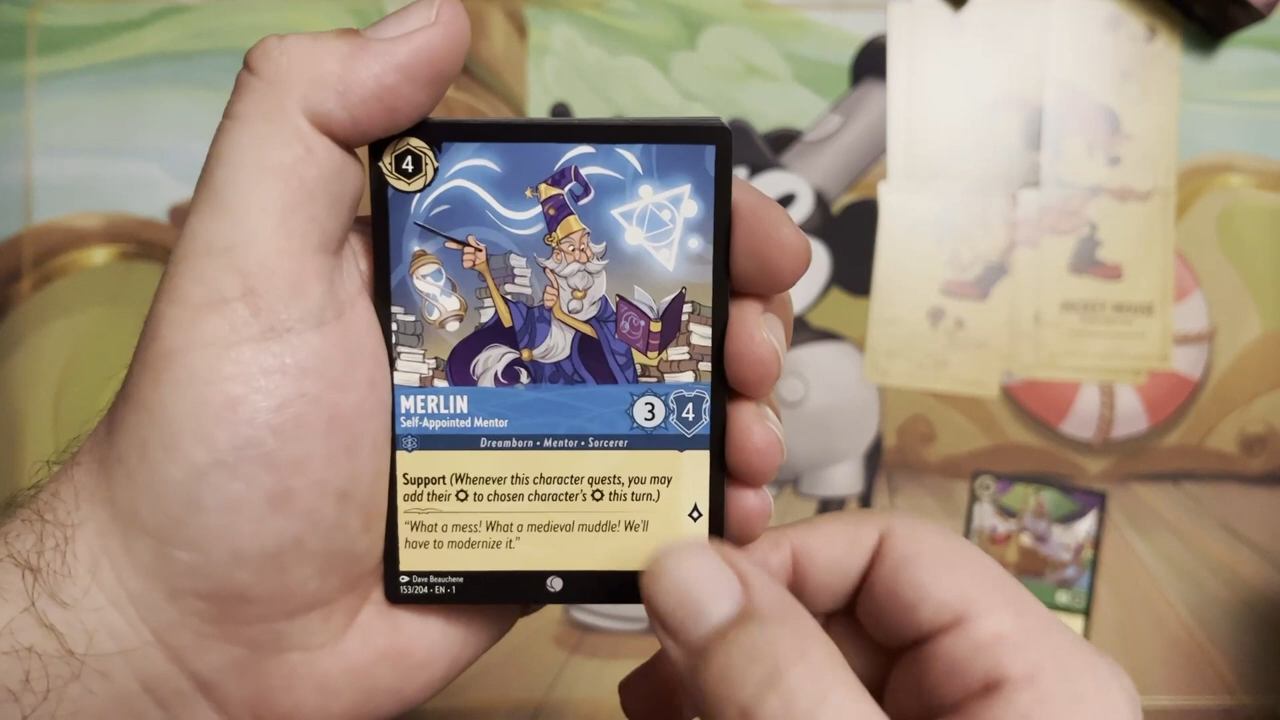 4
MERLIN
Self-Appointed Mentor
3 4
Dreamborn • Mentor • Sorcerer
Support (Whenever this character quests, you may
add their to chosen character's this turn.)
"What a mess! What a medieval muddle! We'll
have to modernize it."
Dave Beauchene
153/204 • EN • 1
MICKEY MOUSE